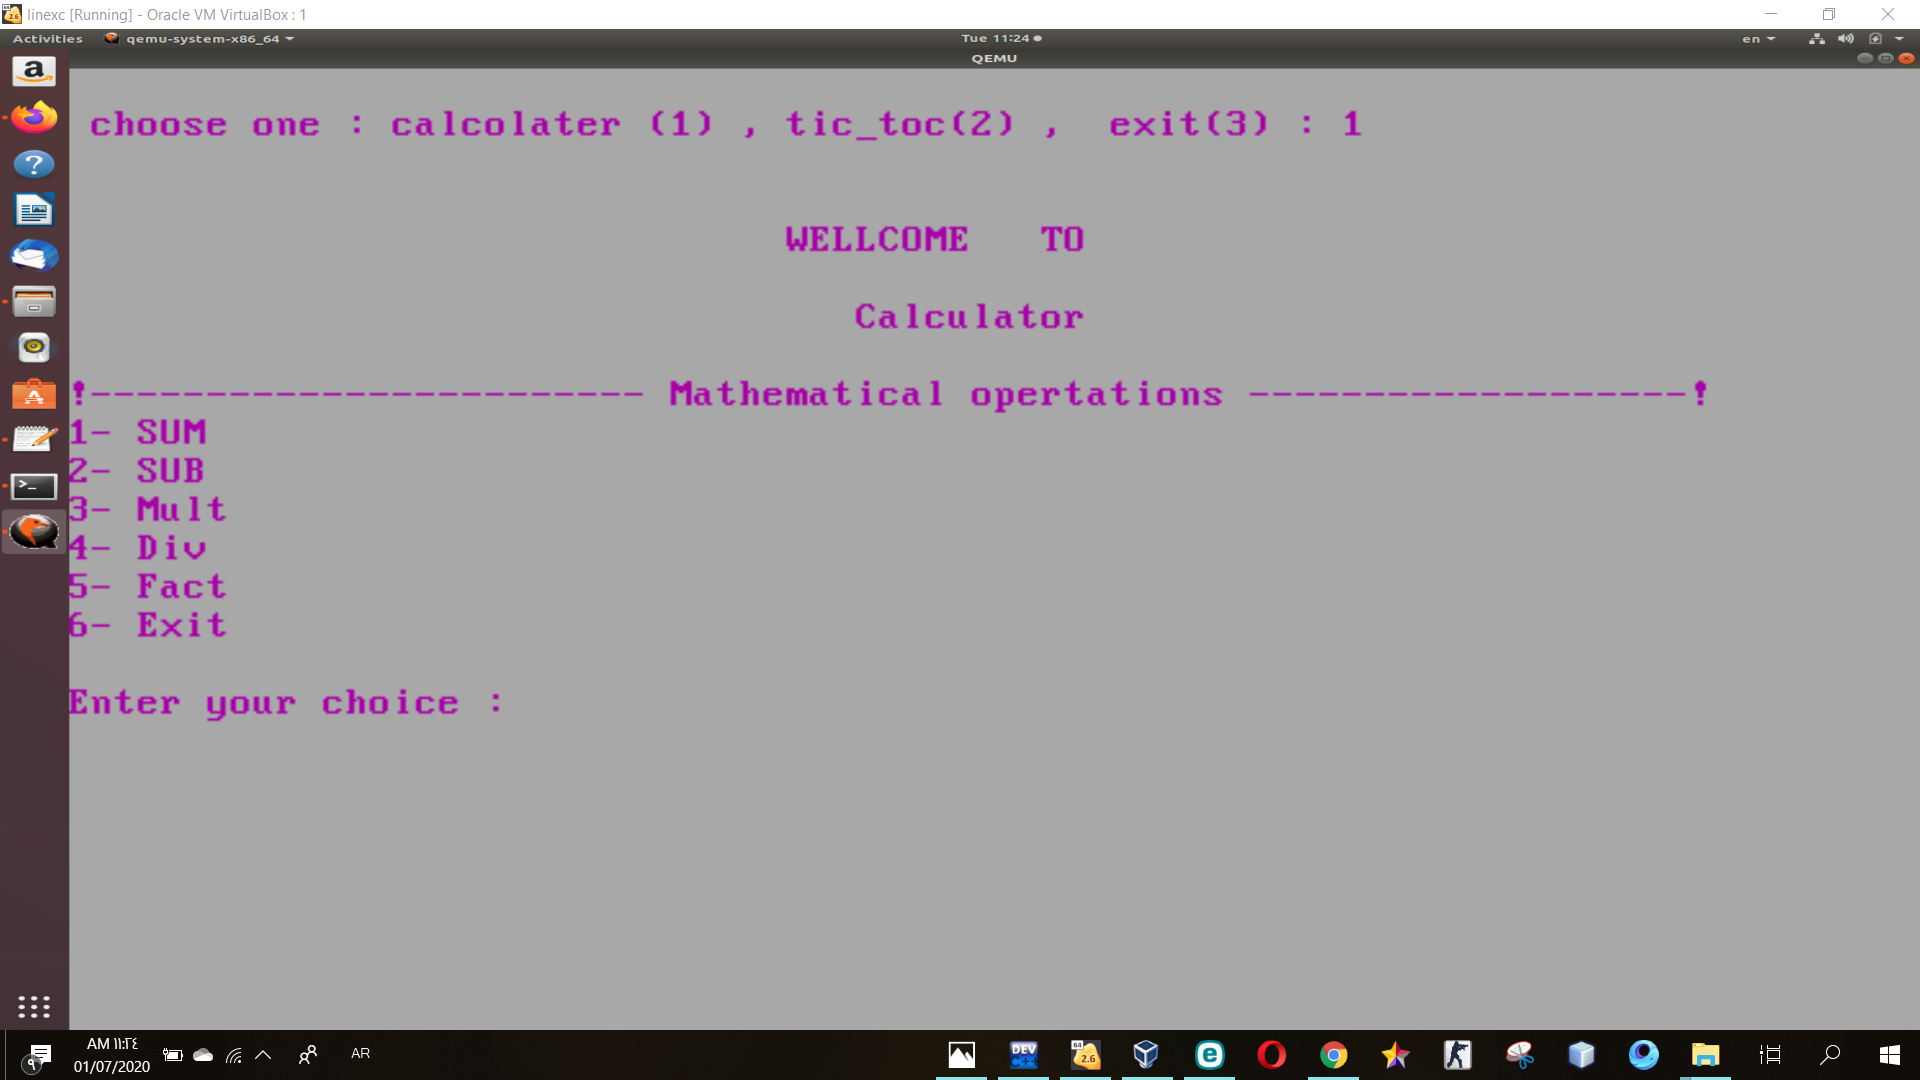 linexc [Running] - Oracle VM VirtualBox : 1
Activities qemu-system-x86_64 Tue 11:24 en
QEMU
choose one : calcolater (1) , tic_toc(2) , exit(3) : 1
WELLCOME TO
Calculator
!------------------------ Mathematical opertations -------------------!
1- SUM
2- SUB
3- Mult
4- Div
5- Fact
6- Exit
Enter your choice :
AM ١١:٢٤
01/07/2020
AR
٩
DEV C++
64 2.6